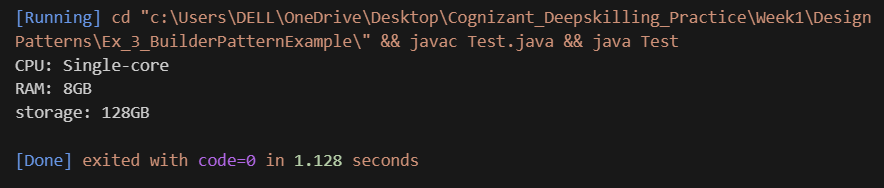 [Running] cd "c:\Users\DELL\OneDrive\Desktop\Cognizant_Deepskilling_Practice\Week1\Design
Patterns\Ex_3_BuilderPatternExample\" && javac Test.java && java Test
CPU: Single-core
RAM: 8GB
storage: 128GB
[Done] exited with code=0 in 1.128 seconds